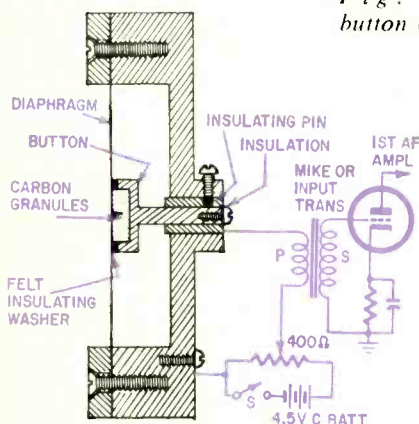 button
DIAPHRAGM
BUTTON
CARBON
GRANULES
FELT
INSULATING
WASHER
INSULATING PIN
INSULATION
MIKE OR
INPUT
TRANS
1ST AF
AMPL
P
S
400Ω
S
4.5V C BATT